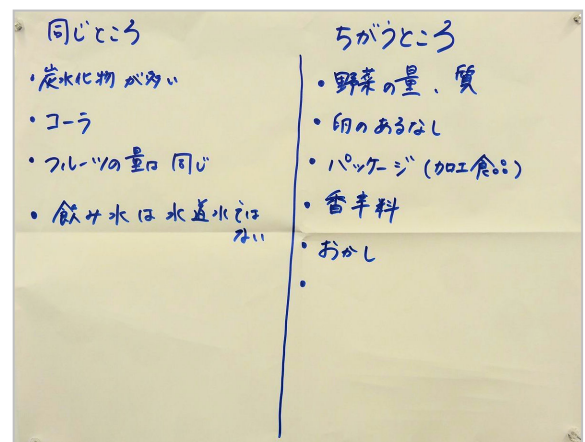 同じところ
・炭水化物が多い
・コーラ
・フルーツの量は同じ
・飲み水は水道水では
ない
ちがうところ
・野菜の量、質
・卵のあるなし
・パッケージ(加工食品)
・香辛料
・おかし
・